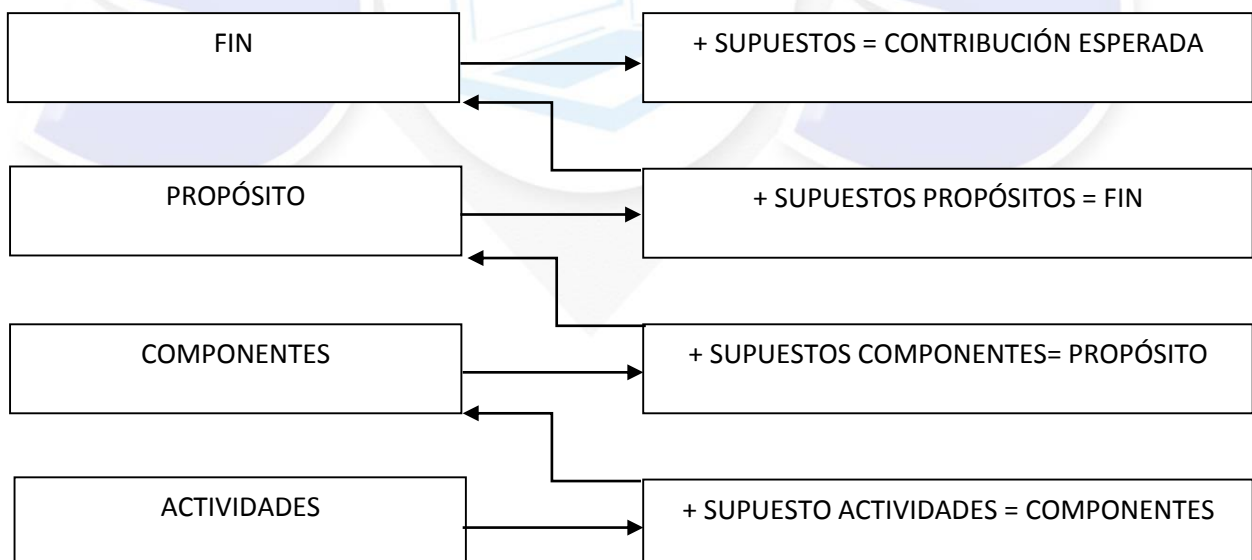 FIN
+ SUPUESTOS = CONTRIBUCIÓN ESPERADA
PROPÓSITO
+ SUPUESTOS PROPÓSITOS = FIN
COMPONENTES
+ SUPUESTOS COMPONENTES= PROPÓSITO
ACTIVIDADES
+ SUPUESTO ACTIVIDADES = COMPONENTES